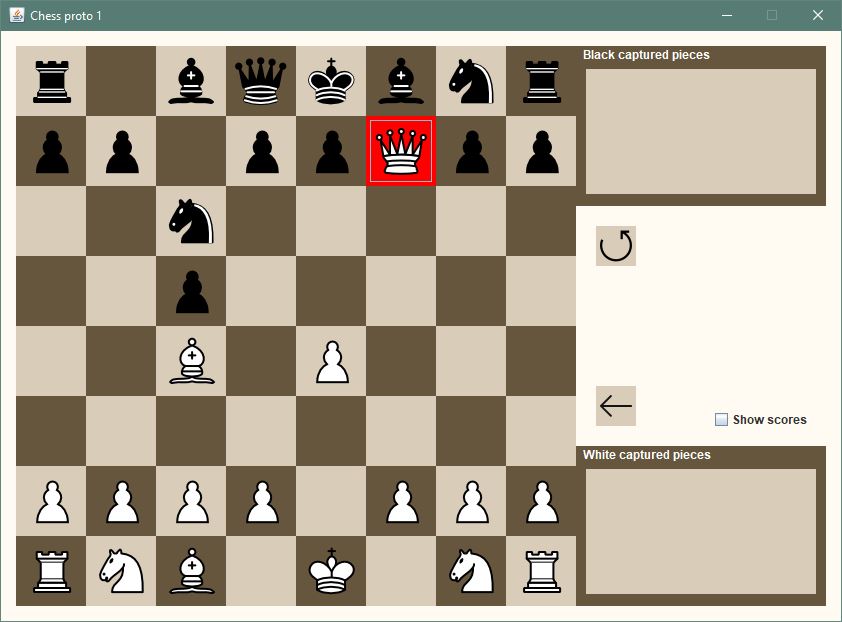 Chess proto 1
Black captured pieces
Show scores
White captured pieces